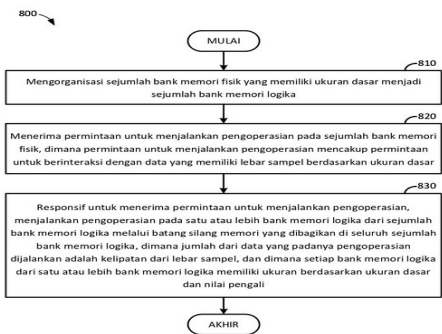 800
MULAI
810
Mengorganisasi sejumlah bank memori fisik yang memiliki ukuran dasar menjadi
sejumlah bank memori logika
820
Menerima permintaan untuk menjalankan pengoperasian pada sejumlah bank memori
fisik, dimana permintaan untuk menjalankan pengoperasian mencakup permintaan
untuk berinteraksi dengan data yang memiliki lebar sampel berdasarkan ukuran dasar
830
Responsif untuk menerima permintaan untuk menjalankan pengoperasian,
menjalankan pengoperasian pada satu atau lebih bank memori logika dari sejumlah
bank memori logika melalui batang silang memori yang dibagikan di seluruh sejumlah
bank memori logika, dimana jumlah dari data yang padanya pengoperasian
dijalankan adalah kelipatan dari lebar sampel, dan dimana setiap bank memori logika
dari satu atau lebih bank memori logika memiliki ukuran berdasarkan ukuran dasar
dan nilai pengali
AKHIR